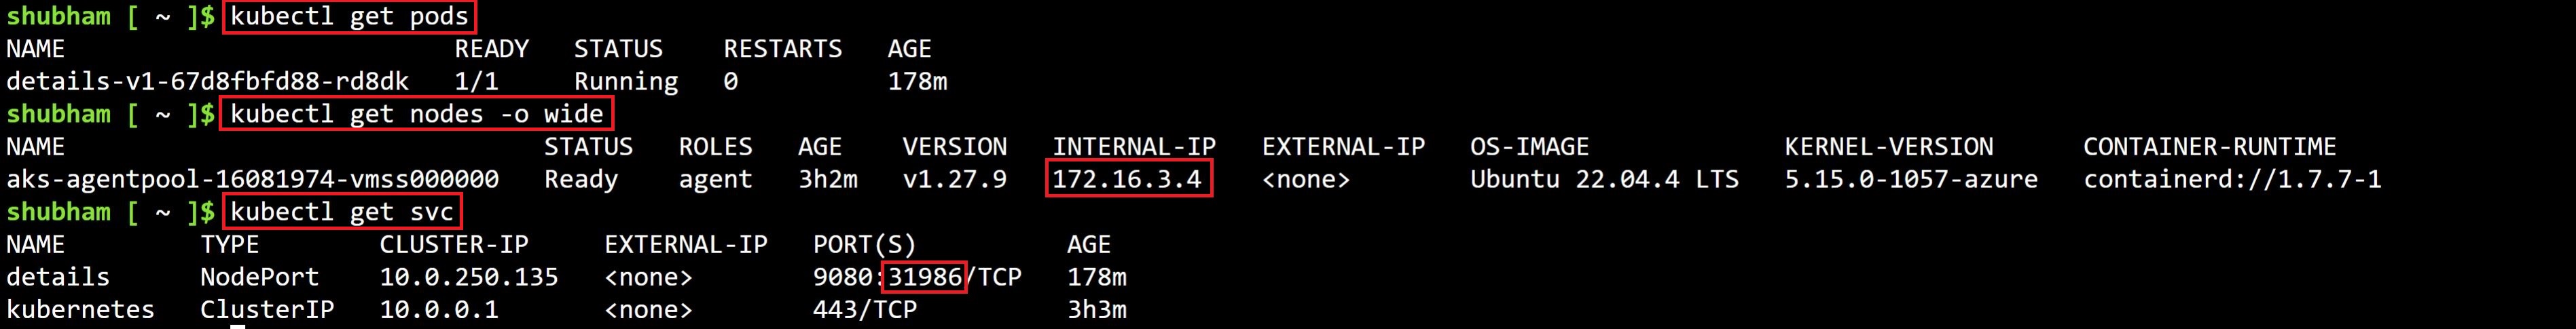 shubham [ ~ ]$ kubectl get pods
NAME READY STATUS RESTARTS AGE
details-v1-67d8fbfd88-rd8dk 1/1 Running 0 178m
shubham [ ~ ]$ kubectl get nodes -o wide
NAME STATUS ROLES AGE VERSION INTERNAL-IP EXTERNAL-IP OS-IMAGE KERNEL-VERSION CONTAINER-RUNTIME
aks-agentpool-16081974-vmss000000 Ready agent 3h2m v1.27.9 172.16.3.4 <none> Ubuntu 22.04.4 LTS 5.15.0-1057-azure containerd://1.7.7-1
shubham [ ~ ]$ kubectl get svc
NAME TYPE CLUSTER-IP EXTERNAL-IP PORT(S) AGE
details NodePort 10.0.250.135 <none> 9080:31986/TCP 178m
kubernetes ClusterIP 10.0.0.1 <none> 443/TCP 3h3m